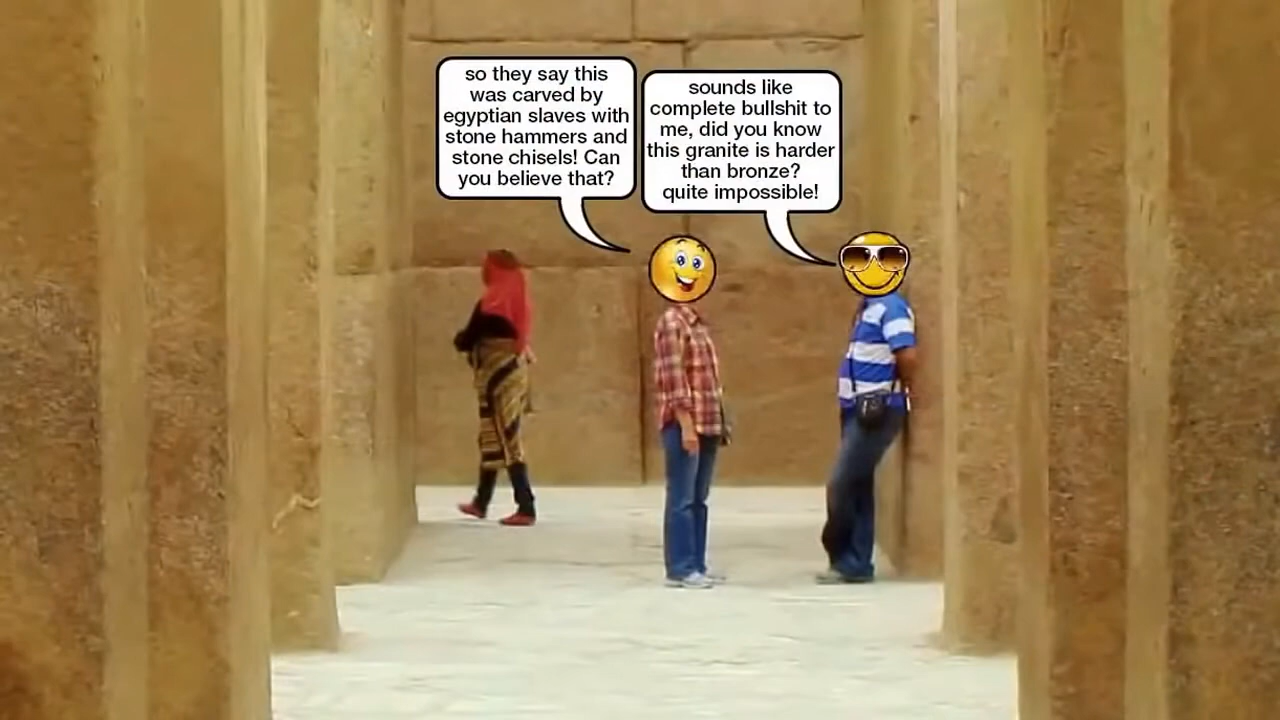 so they say this
was carved by
egyptian slaves with
stone hammers and
stone chisels! Can
you believe that?
sounds like
complete bullshit to
me, did you know
this granite is harder
than bronze?
quite impossible!